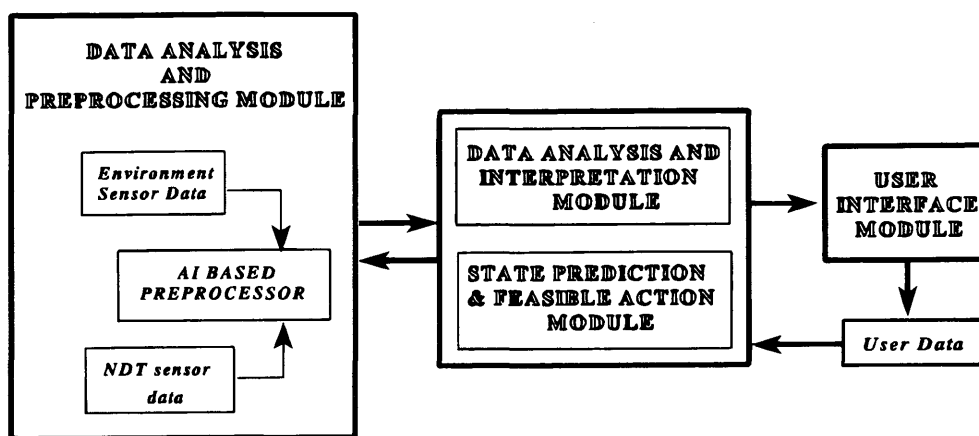 DATA ANALYSIS
AND
PREPROCESSING MODULE
Environment
Sensor Data
AI BASED
PREPROCESSOR
NDT sensor
data
DATA ANALYSIS AND
INTERPRETATION
MODULE
STATE PREDICTION
& FEASIBLE ACTION
MODULE
USER
INTERFACE
MODULE
User Data